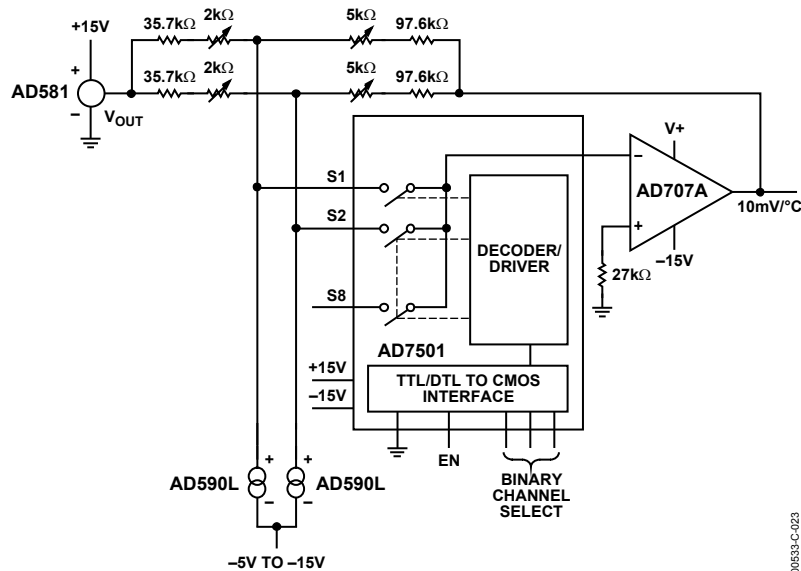 +15V
35.7kΩ
2kΩ
5kΩ
97.6kΩ
35.7kΩ
2kΩ
5kΩ
97.6kΩ
+
AD581
–
VOUT
S1
S2
S8
DECODER/
DRIVER
AD7501
TTL/DTL TO CMOS
INTERFACE
+15V
–15V
EN
BINARY
CHANNEL
SELECT
V+
–
AD707A
+
–15V
10mV/°C
27kΩ
AD590L
+
–
AD590L
+
–
–5V TO –15V
00533-C-023